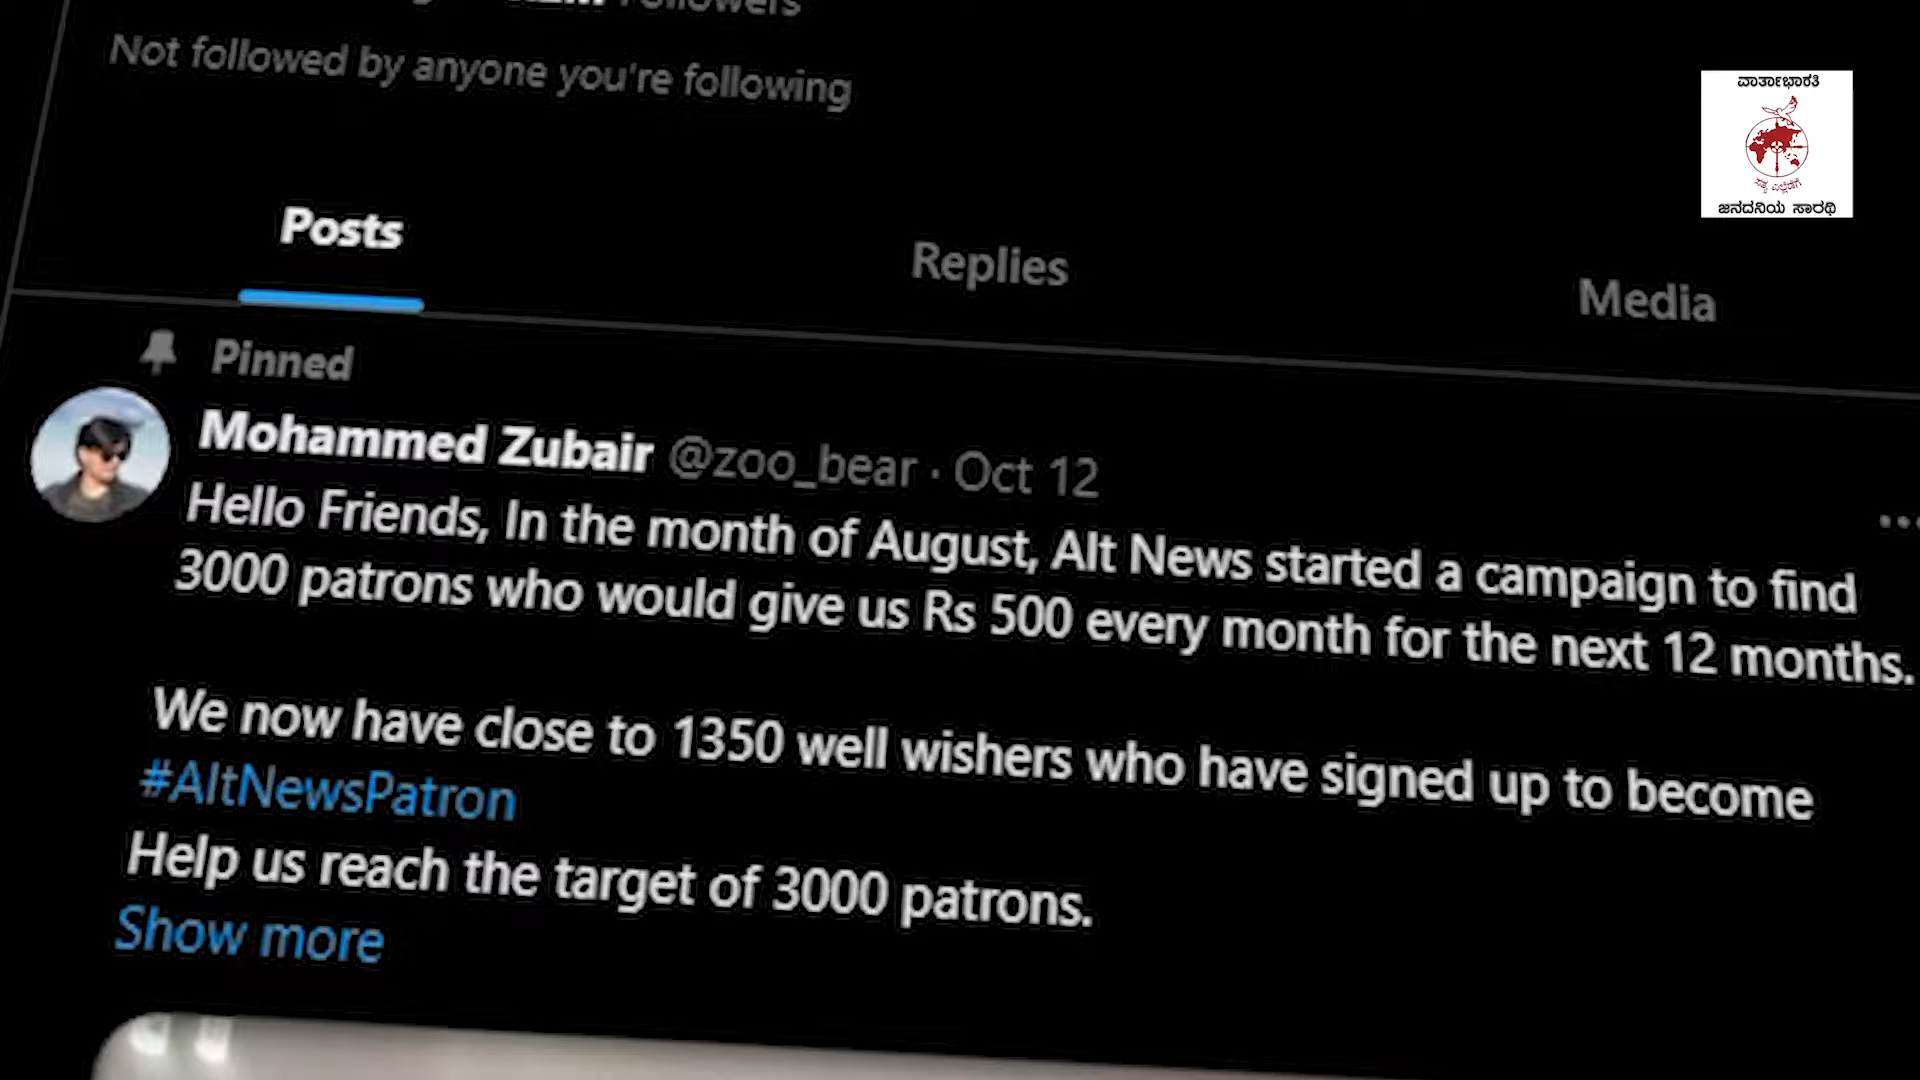 Followers
Not followed by anyone you're following
ವಾರ್ತಾಭಾರತಿ
ಸತ್ಯ ಎಲ್ಲೆಡೆಗೆ
ಜನದನಿಯ ಸಾರಥಿ
Posts
Replies
Media
Pinned
Mohammed Zubair @zoo_bear · Oct 12
Hello Friends, In the month of August, Alt News started a campaign to find
3000 patrons who would give us Rs 500 every month for the next 12 months.
We now have close to 1350 well wishers who have signed up to become
#AltNewsPatron
Help us reach the target of 3000 patrons.
Show more